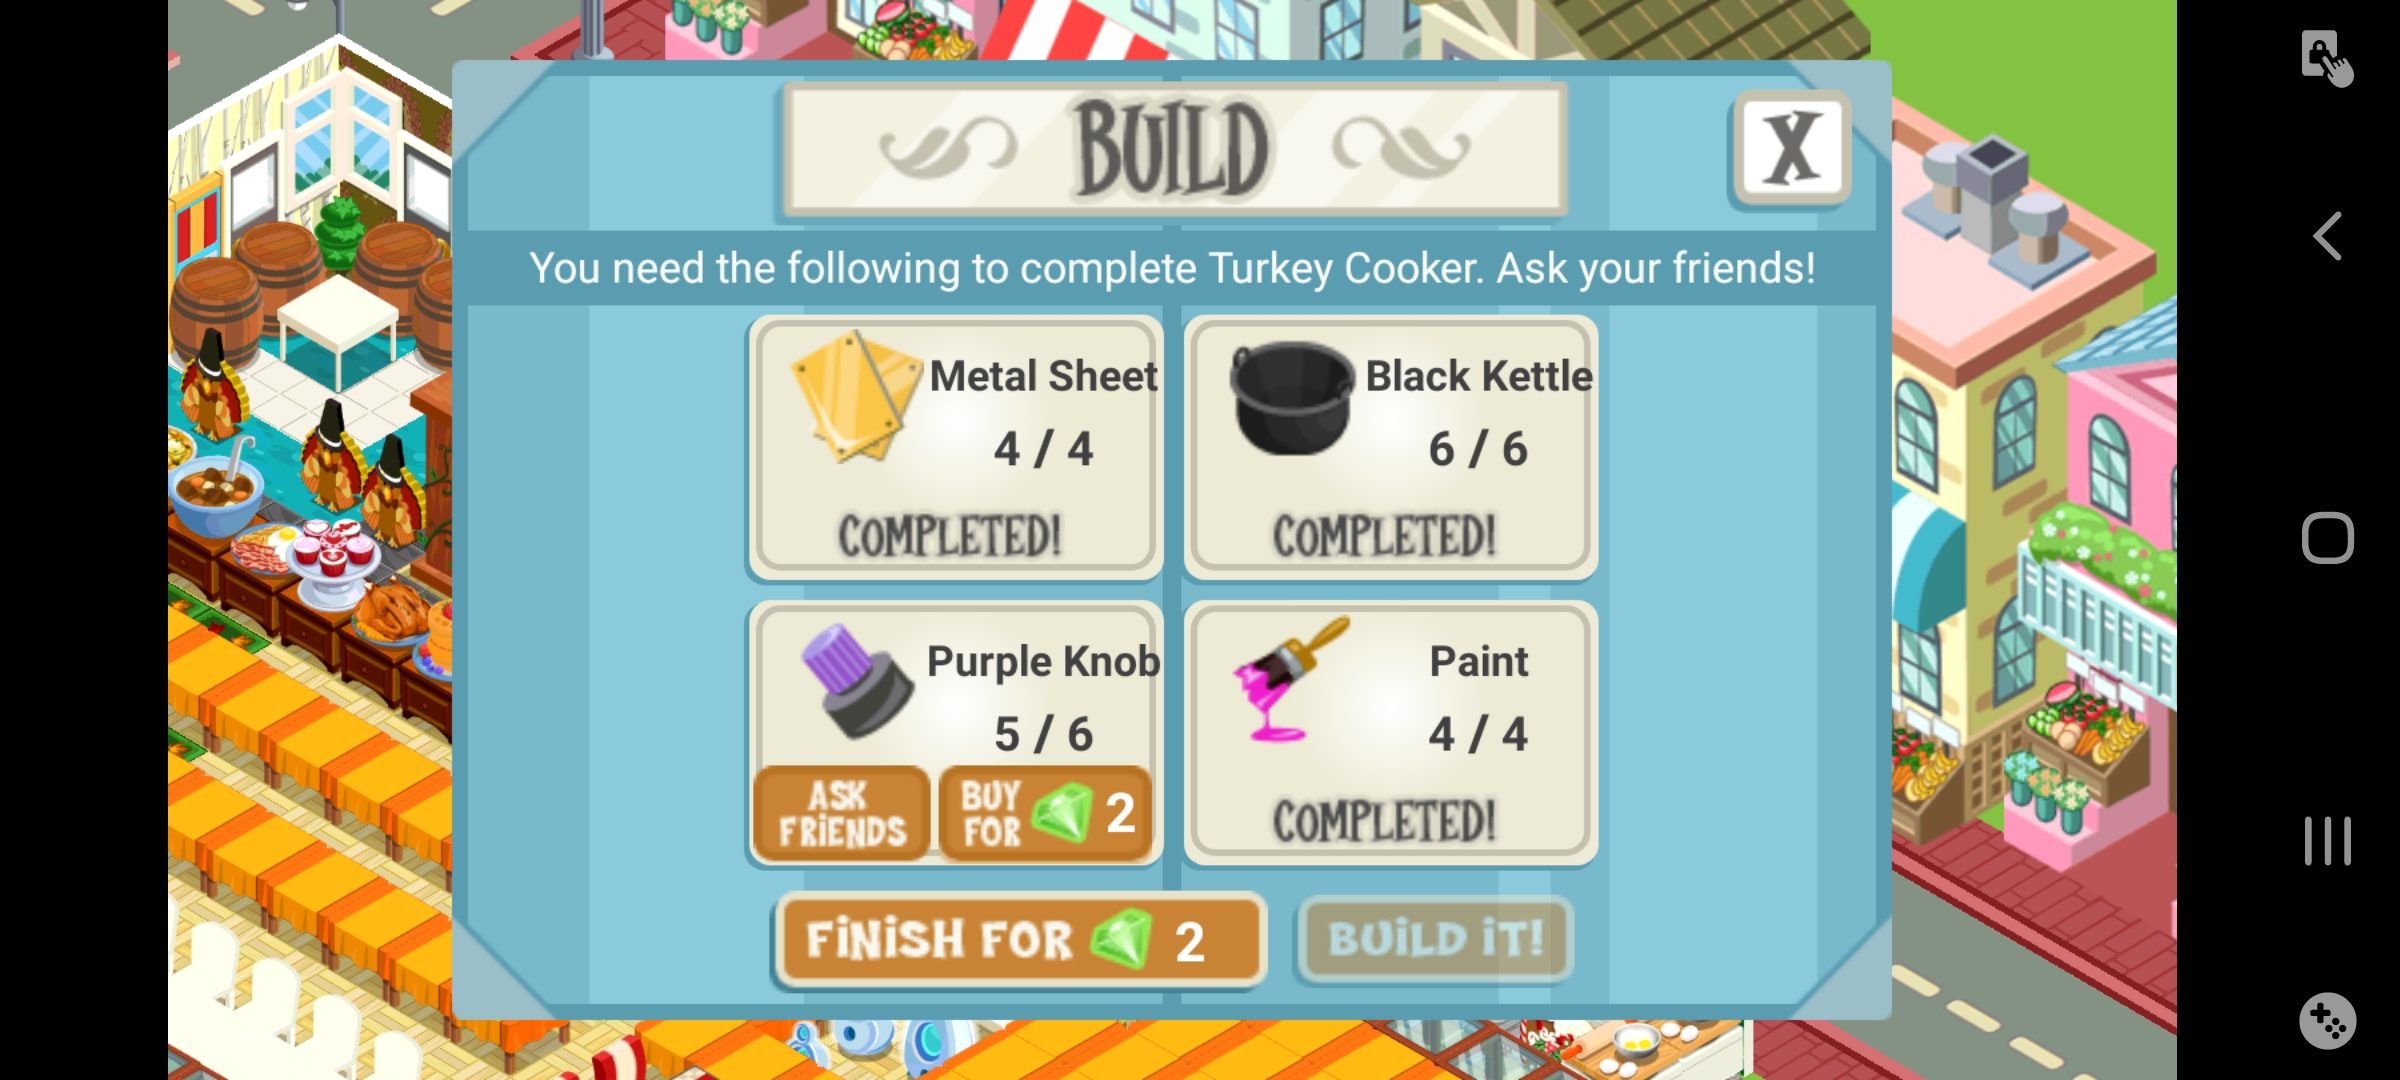 BUILD
X
You need the following to complete Turkey Cooker. Ask your friends!
Metal Sheet
4 / 4
COMPLETED!
Black Kettle
6 / 6
COMPLETED!
Purple Knob
5 / 6
ASK FRiENDS
BUY FOR 2
Paint
4 / 4
COMPLETED!
FiNiSH FOR 2
BUiLD iT!